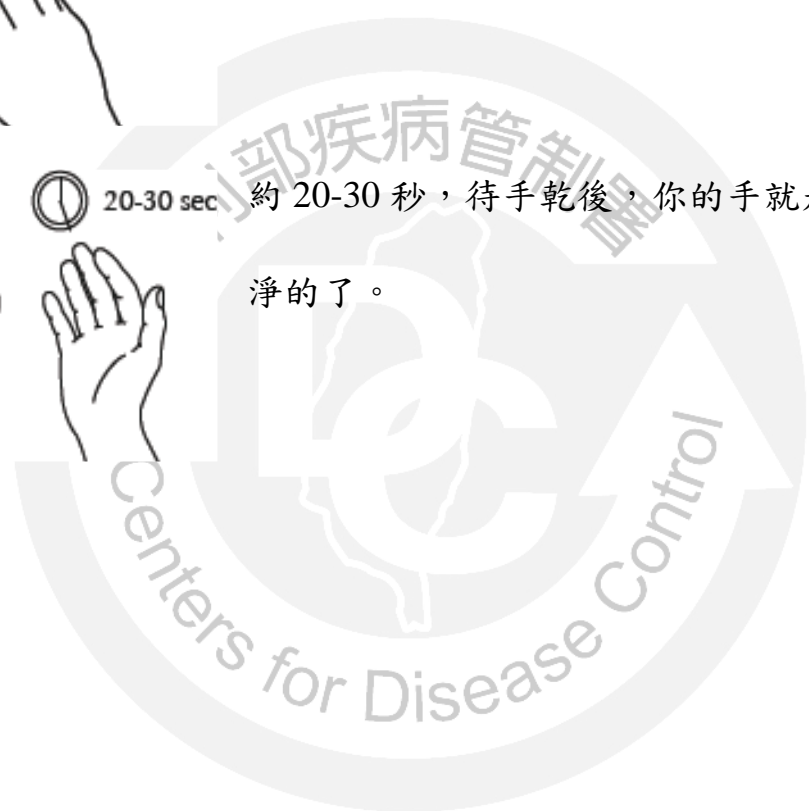 部疾病管制署
20-30 sec 約 20-30 秒，待手乾後，你的手就
淨的了。
Centers for Disease Control